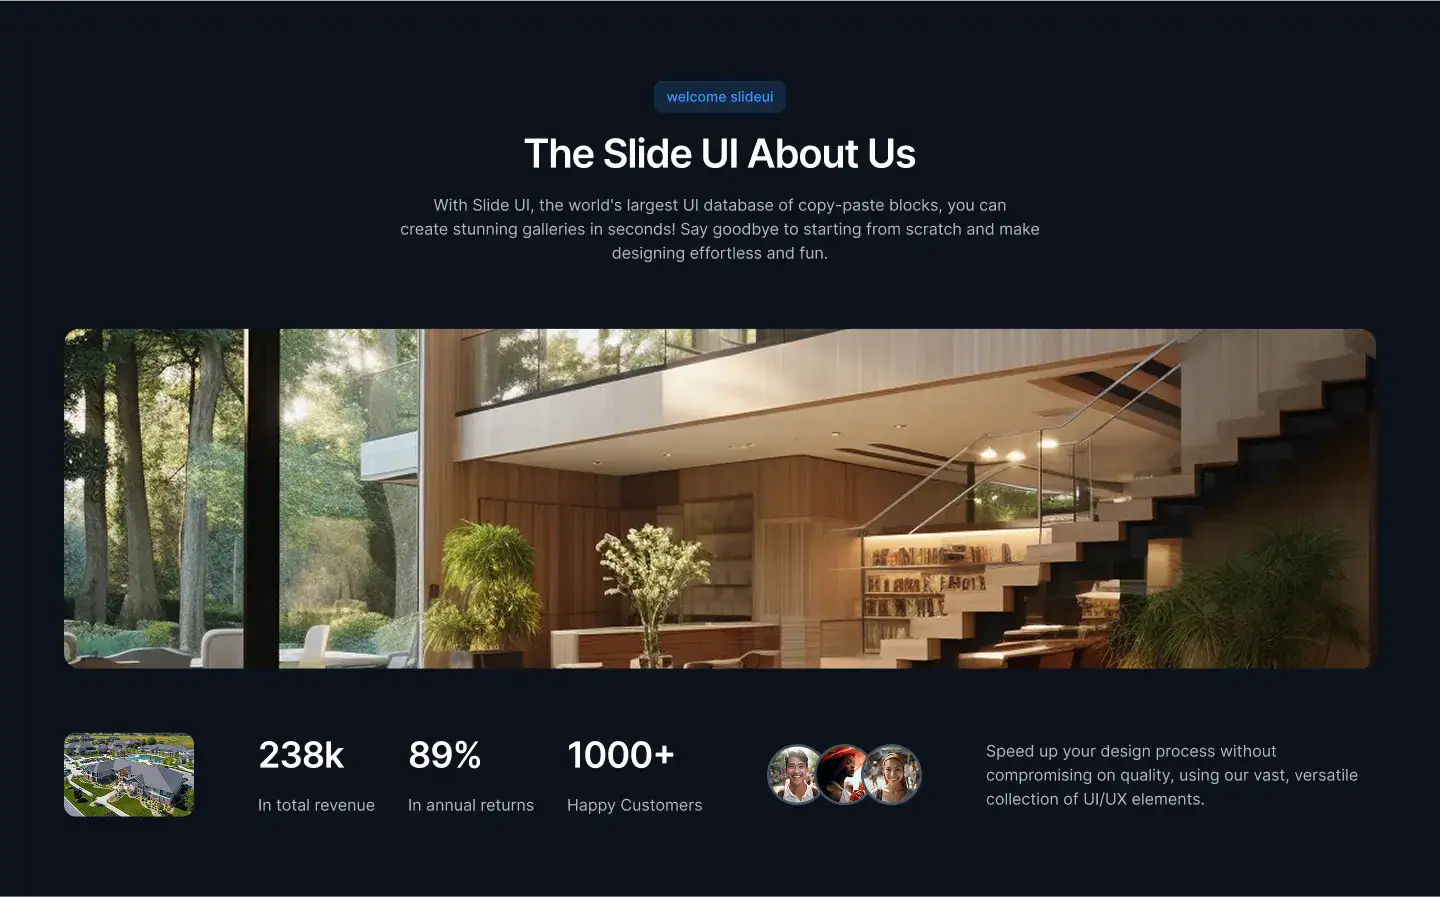 welcome slideui
The Slide UI About Us
With Slide UI, the world's largest UI database of copy-paste blocks, you can
create stunning galleries in seconds! Say goodbye to starting from scratch and make
designing effortless and fun.
238k
In total revenue
89%
In annual returns
1000+
Happy Customers
Speed up your design process without
compromising on quality, using our vast, versatile
collection of UI/UX elements.